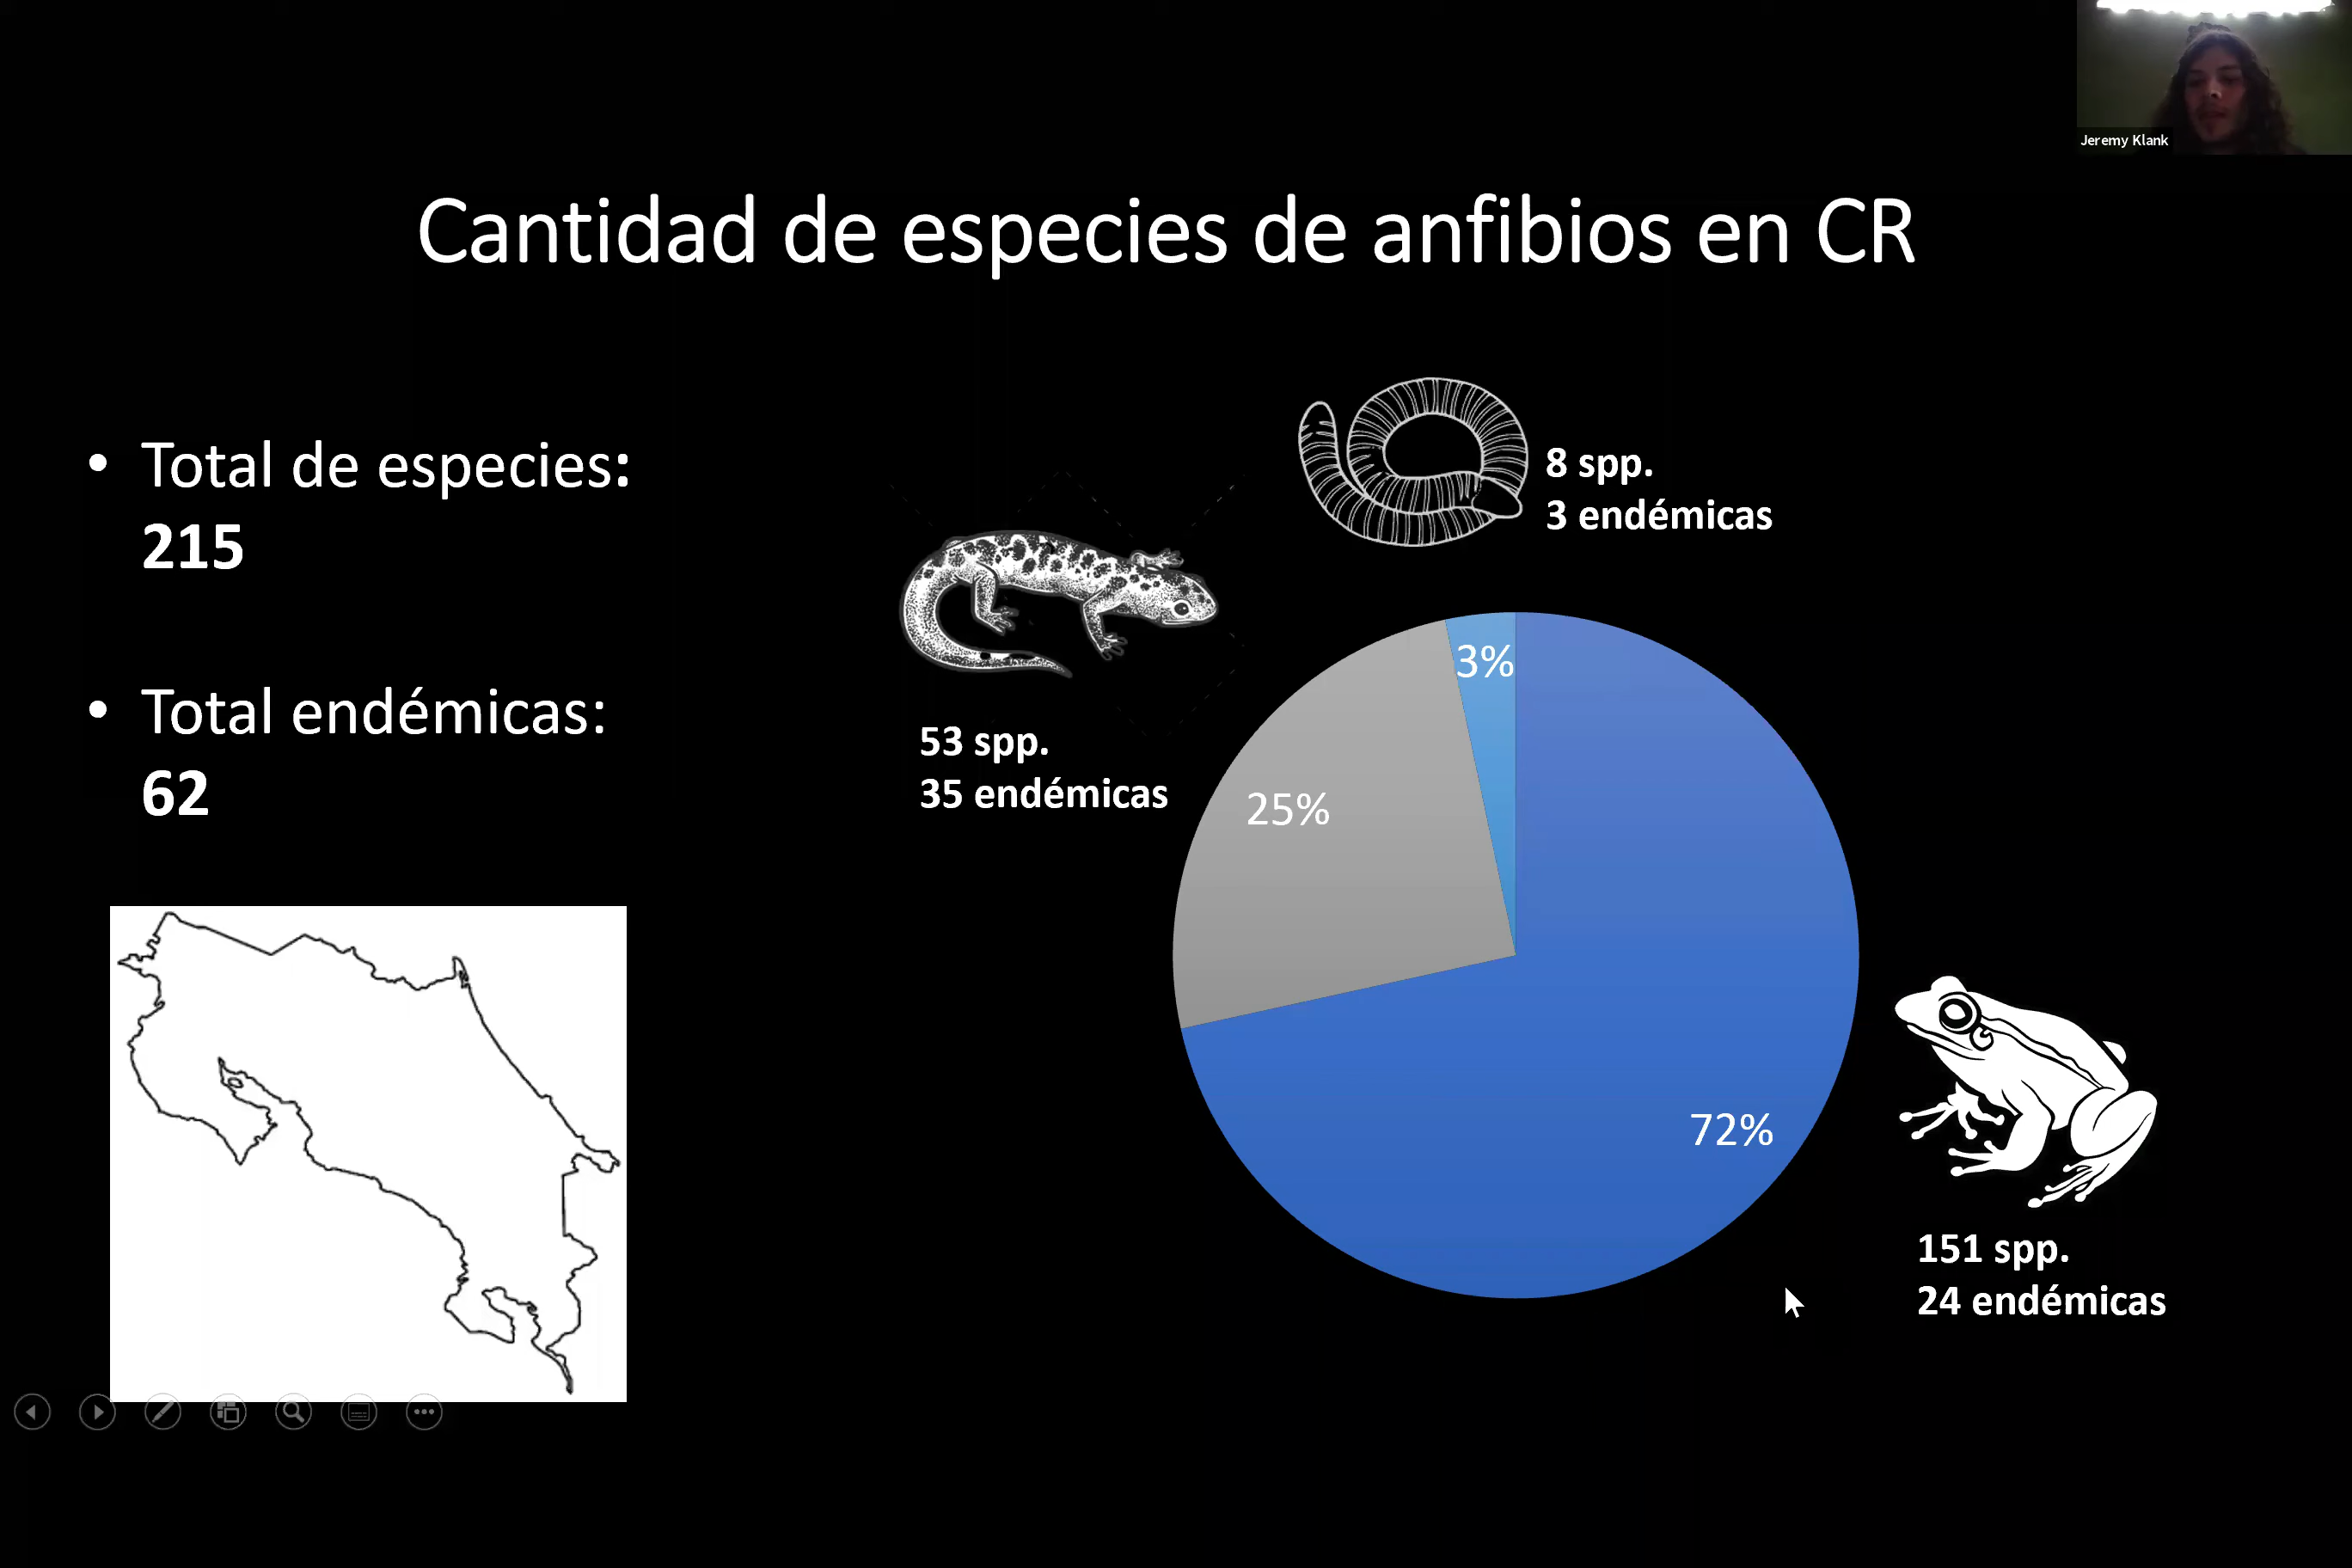 Jeremy Klank
Cantidad de especies de anfibios en CR
• Total de especies:
215
• Total endémicas:
62
8 spp.
3 endémicas
53 spp.
35 endémicas
3%
25%
72%
151 spp.
24 endémicas